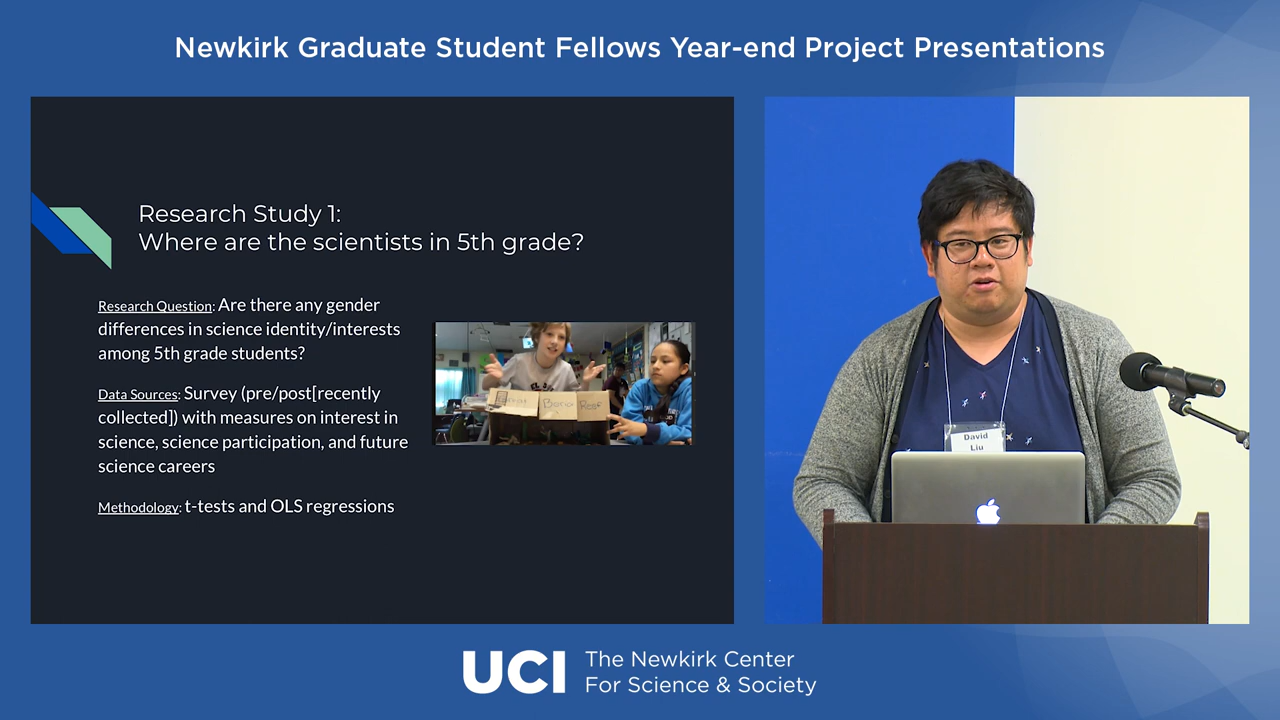 Newkirk Graduate Student Fellows Year-end Project Presentations
Research Study 1:
Where are the scientists in 5th grade?
Research Question: Are there any gender
differences in science identity/interests
among 5th grade students?
Data Sources: Survey (pre/post[recently
collected]) with measures on interest in
science, science participation, and future
science careers
Methodology: t-tests and OLS regressions
Roof
David
Liu
UCI
The Newkirk Center
For Science & Society